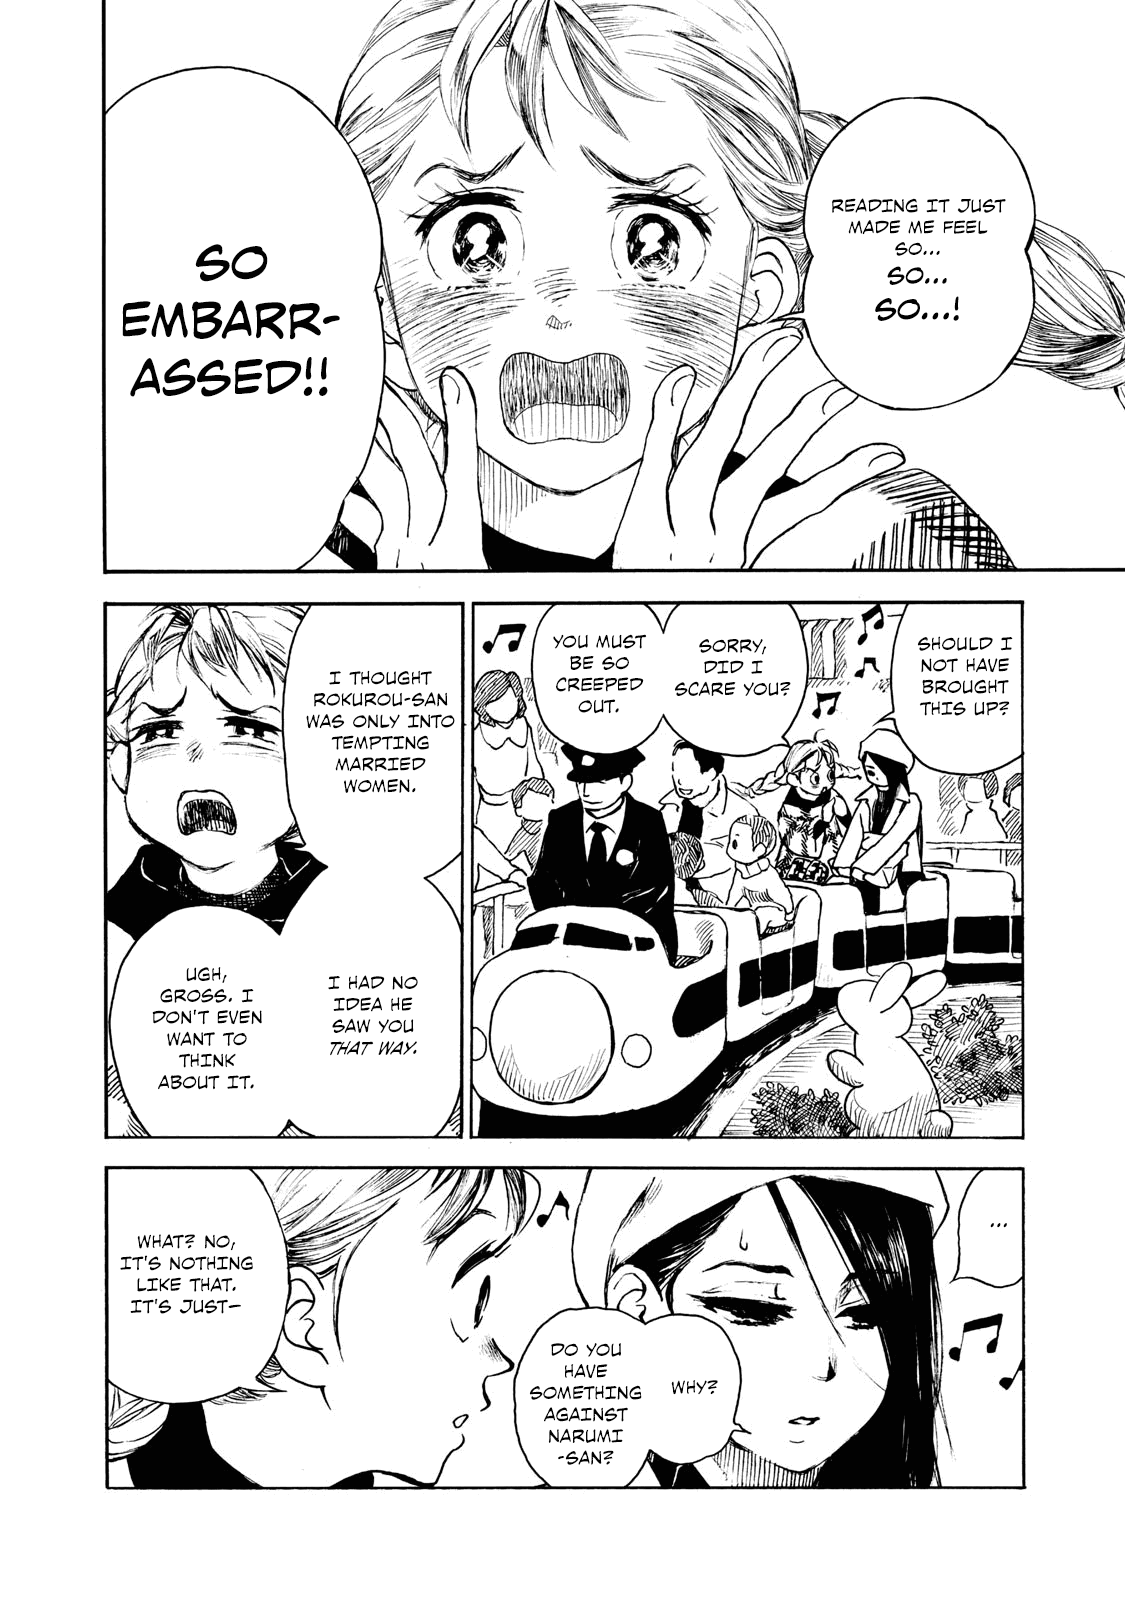 READING IT JUST
MADE ME FEEL
SO...
SO...
SO...!
SO
EMBARR-
ASSED!!
SHOULD I
NOT HAVE
BROUGHT
THIS UP?
SORRY,
DID I
SCARE YOU?
YOU MUST
BE SO
CREEPED
OUT.
I THOUGHT
ROKUROU-SAN
WAS ONLY INTO
TEMPTING
MARRIED
WOMEN.
I HAD NO
IDEA HE
SAW YOU
THAT WAY.
UGH,
GROSS. I
DON'T EVEN
WANT TO
THINK
ABOUT IT.
...
WHY?
DO YOU
HAVE
SOMETHING
AGAINST
NARUMI
-SAN?
WHAT? NO,
IT'S NOTHING
LIKE THAT.
IT'S JUST—